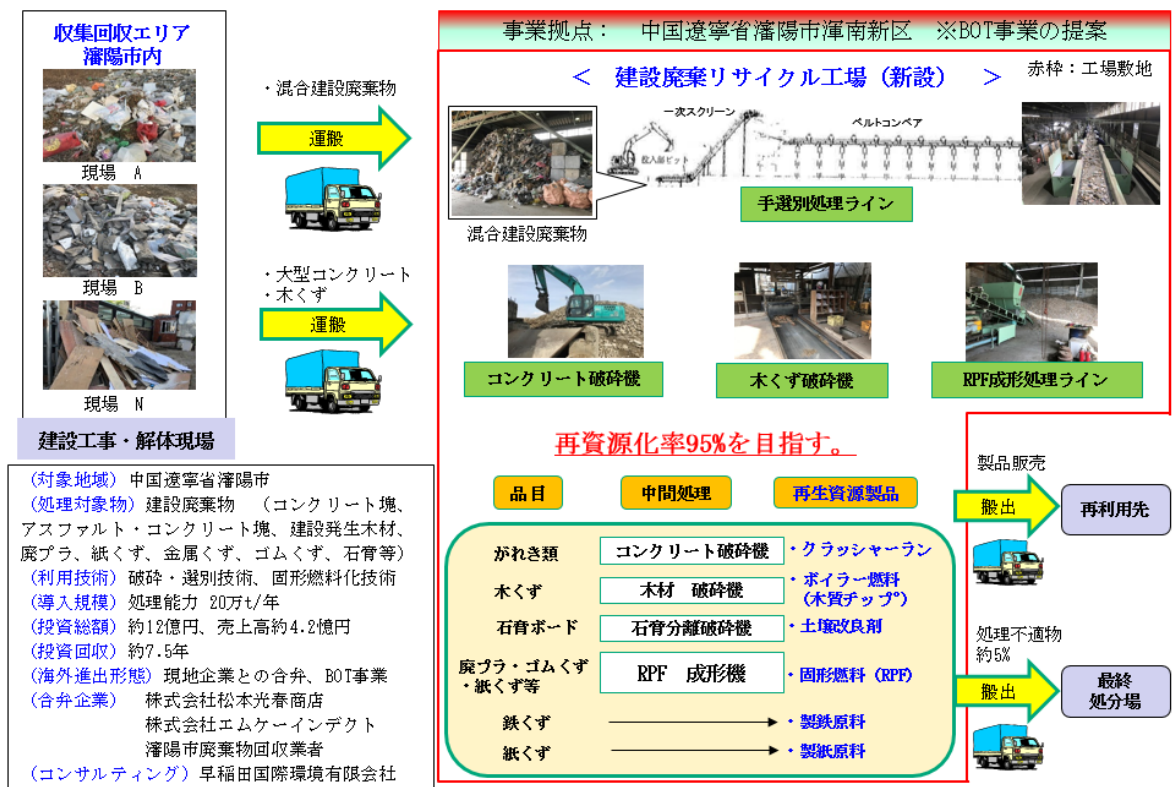 収集回収エリア
瀋陽市内
現場 A
現場 B
現場 N
建設工事・解体現場
・混合建設廃棄物
運搬
・大型コンクリート
・木くず
運搬
事業拠点： 中国遼寧省瀋陽市渾南新区 ※BOT事業の提案
＜ 建設廃棄リサイクル工場（新設） ＞
赤枠：工場敷地
一次スクリーン
ベルトコンベア
投入部ピット
手選別処理ライン
混合建設廃棄物
コンクリート破砕機
木くず破砕機
RPF成形処理ライン
再資源化率95%を目指す。
品目
中間処理
再生資源製品
がれき類
コンクリート破砕機
・クラッシャーラン
木くず
木材 破砕機
・ボイラー燃料
(木質チップ)
石膏ボード
石膏分離破砕機
・土壌改良剤
廃プラ・ゴムくず
・紙くず等
RPF 成形機
・固形燃料（RPF）
鉄くず
・製鉄原料
紙くず
・製紙原料
製品販売
搬出
再利用先
処理不適物
約5%
搬出
最終
処分場
(対象地域) 中国遼寧省瀋陽市
(処理対象物) 建設廃棄物 （コンクリート塊、
アスファルト・コンクリート塊、建設発生木材、
廃プラ、紙くず、金属くず、ゴムくず、石膏等）
(利用技術) 破砕・選別技術、固形燃料化技術
(導入規模) 処理能力 20万t/年
(投資総額) 約12億円、売上高約4.2億円
(投資回収) 約7.5年
(海外進出形態) 現地企業との合弁、BOT事業
(合弁企業) 株式会社松本光春商店
株式会社エムケーインデクト
瀋陽市廃棄物回収業者
(コンサルティング) 早稲田国際環境有限会社